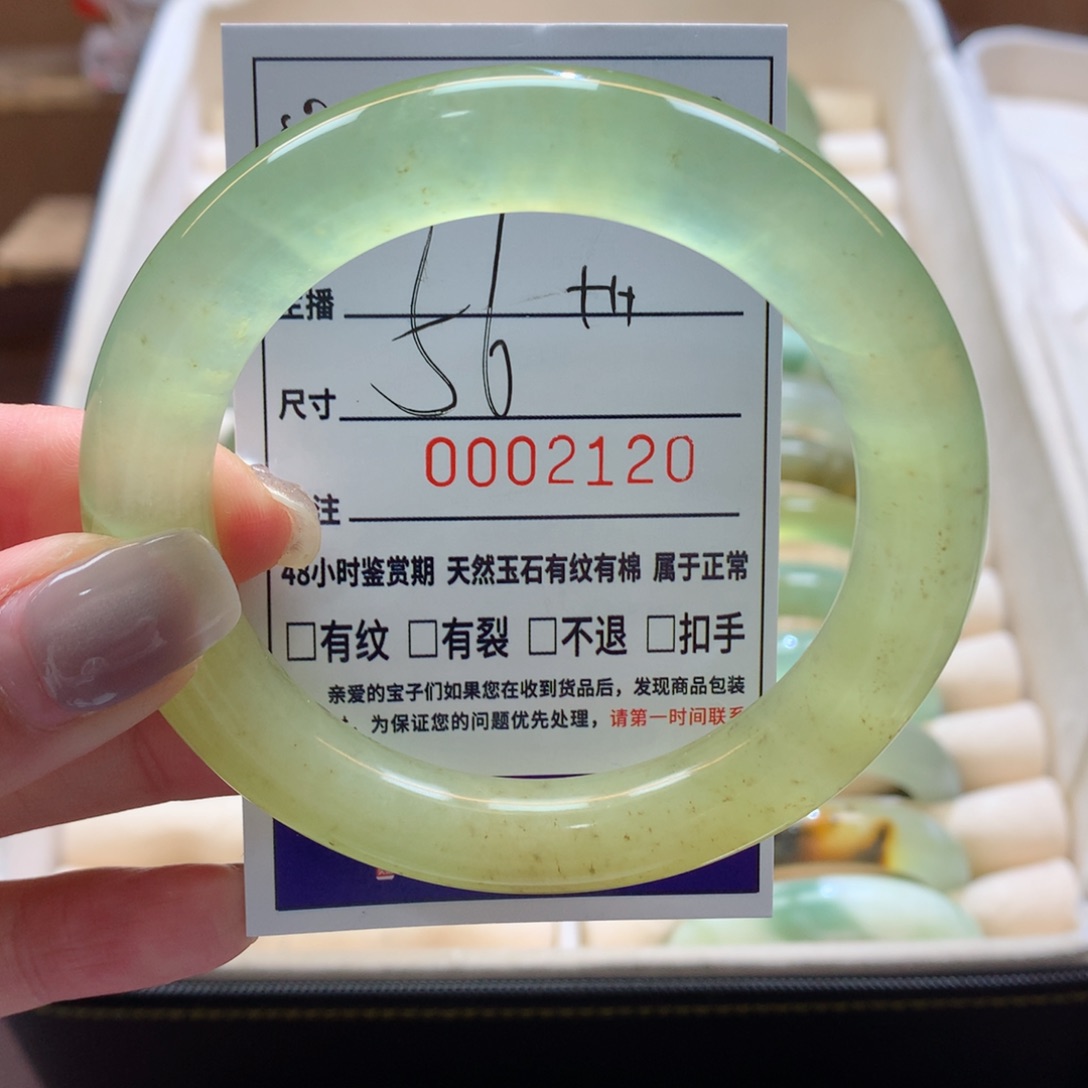 播
尺寸 56
0002120
注
48小时鉴赏期 天然玉石有纹有棉 属于正常
□有纹 □有裂 □不退 □扣手
亲爱的宝子们如果您在收到货品后，发现商品包装
为保证您的问题优先处理，请第一时间联系